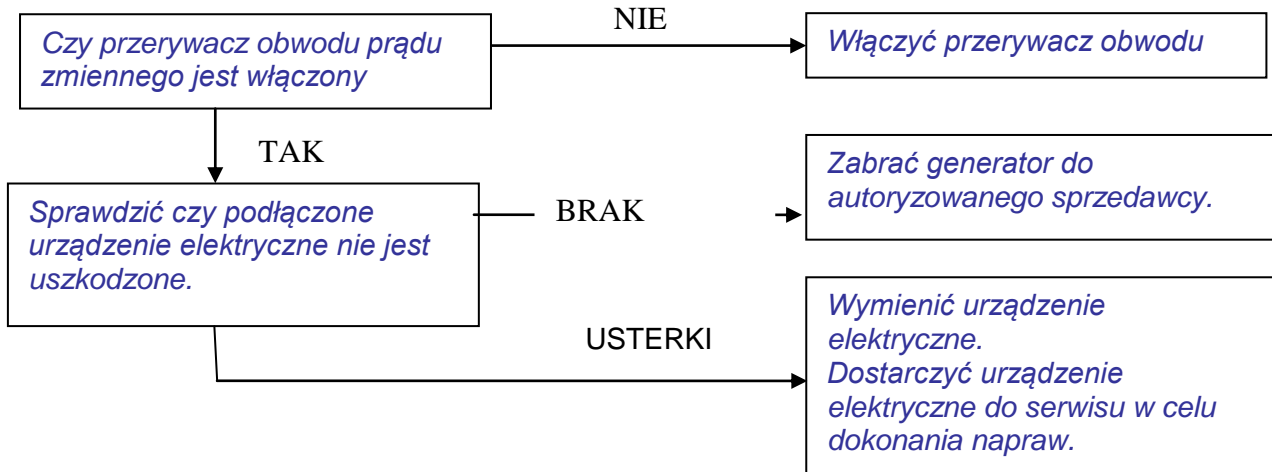 Czy przerywacz obwodu prądu
zmiennego jest włączony
NIE
Włączyć przerywacz obwodu
TAK
Sprawdzić czy podłączone
urządzenie elektryczne nie jest
uszkodzone.
BRAK
Zabrać generator do
autoryzowanego sprzedawcy.
USTERKI
Wymienić urządzenie
elektryczne.
Dostarczyć urządzenie
elektryczne do serwisu w celu
dokonania napraw.